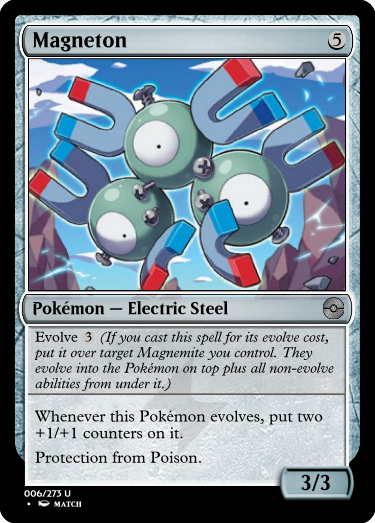 Magneton 5
Pokémon — Electric Steel
Evolve 3 (If you cast this spell for its evolve cost,
put it over target Magnemite you control. They
evolve into the Pokémon on top plus all non-evolve
abilities from under it.)
Whenever this Pokémon evolves, put two
+1/+1 counters on it.
Protection from Poison.
3/3
006/273 U
• MATCH